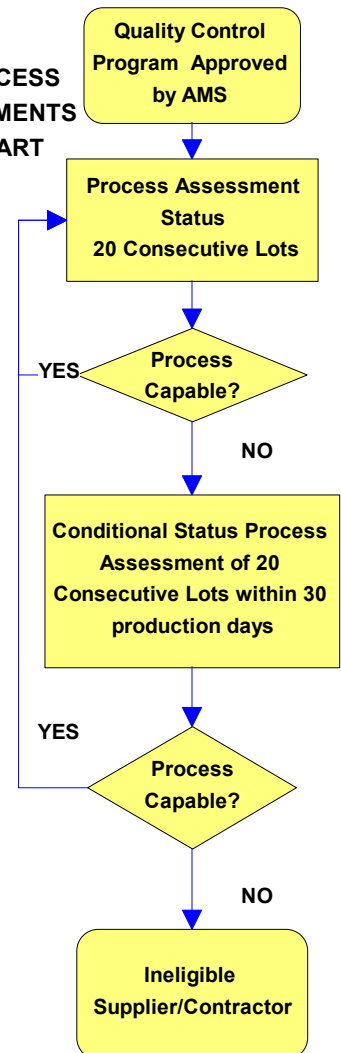 Quality Control
Program Approved
by AMS
CESS
MENTS
ART
Process Assessment
Status
20 Consecutive Lots
YES
Process
Capable?
NO
Conditional Status Process
Assessment of 20
Consecutive Lots within 30
production days
YES
Process
Capable?
NO
Ineligible
Supplier/Contractor